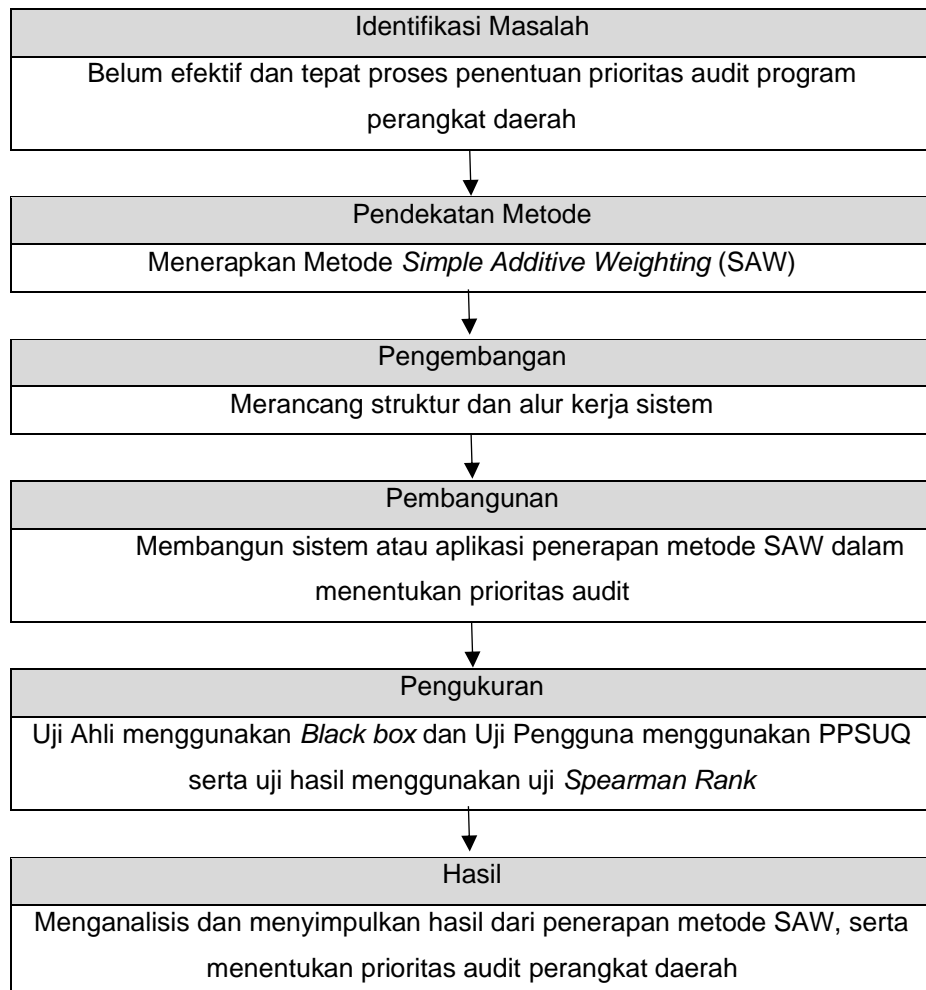 Identifikasi Masalah
Belum efektif dan tepat proses penentuan prioritas audit program
perangkat daerah
Pendekatan Metode
Menerapkan Metode Simple Additive Weighting (SAW)
Pengembangan
Merancang struktur dan alur kerja sistem
Pembangunan
Membangun sistem atau aplikasi penerapan metode SAW dalam
menentukan prioritas audit
Pengukuran
Uji Ahli menggunakan Black box dan Uji Pengguna menggunakan PPSUQ
serta uji hasil menggunakan uji Spearman Rank
Hasil
Menganalisis dan menyimpulkan hasil dari penerapan metode SAW, serta
menentukan prioritas audit perangkat daerah